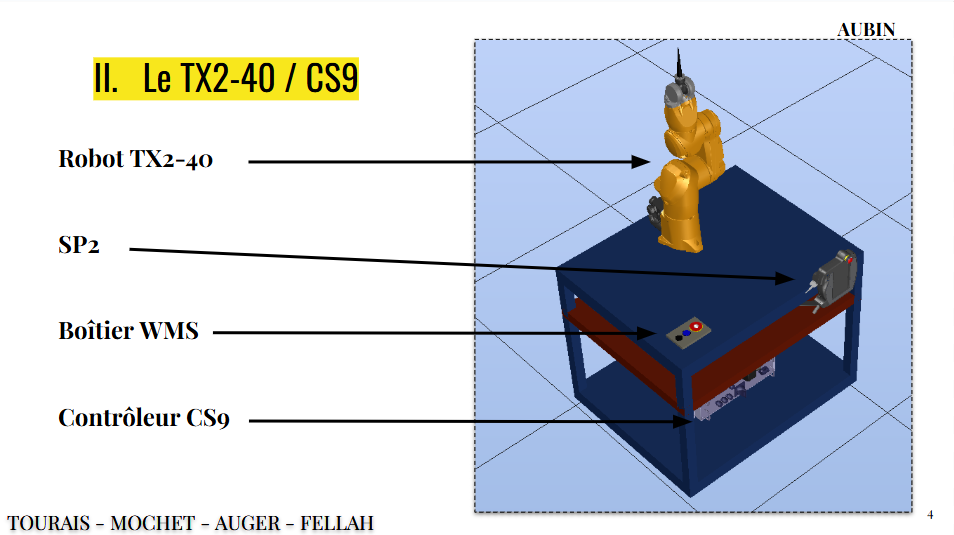 AUBIN
II. Le TX2-40 / CS9
Robot TX2-40
SP2
Boîtier WMS
Contrôleur CS9
TOURAIS - MOCHET - AUGER - FELLAH
4